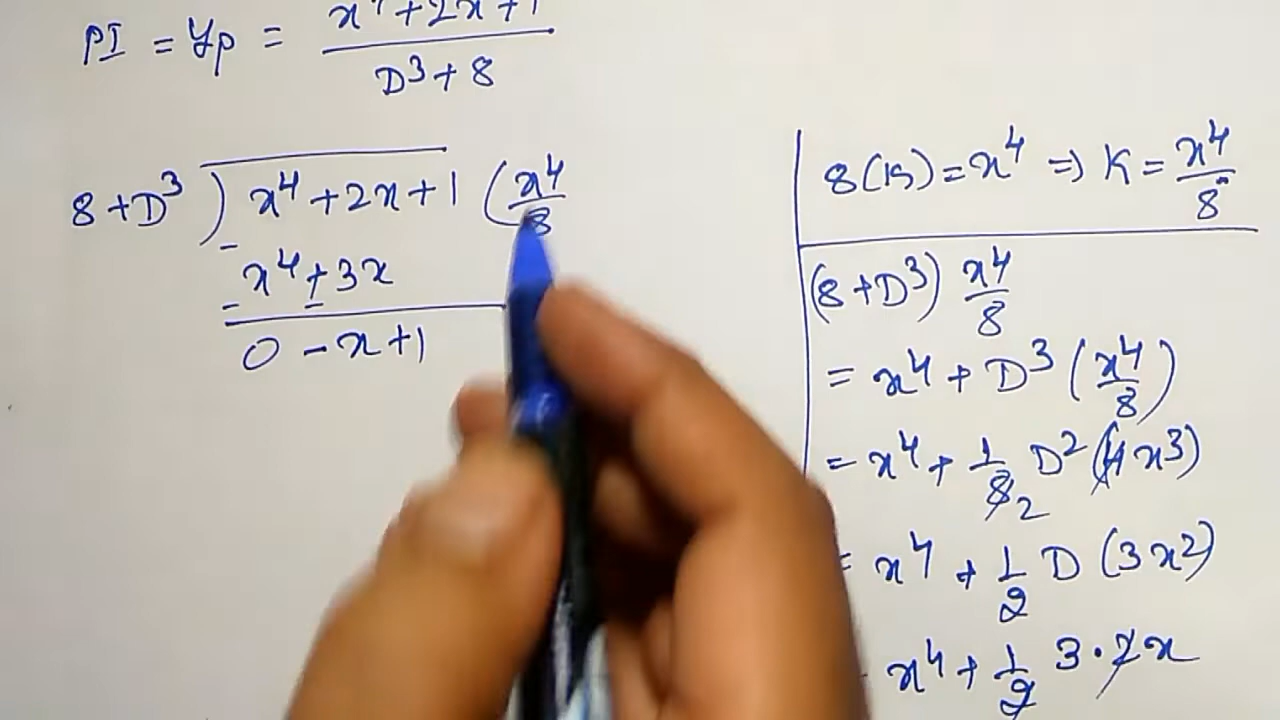 PI = yp = x⁴+2x+1 / D³+8
8+D³ ) x⁴+2x+1 ( x⁴/8
- x⁴+3x
- -
0 -x+1
8(K)=x⁴ ⇒ K = x⁴/8
(8+D³) x⁴/8
= x⁴+D³(x⁴/8)
= x⁴+1/8 2 D²(4x³)
= x⁴+1/2 D(3x²)
= x⁴+1/2 3·2x